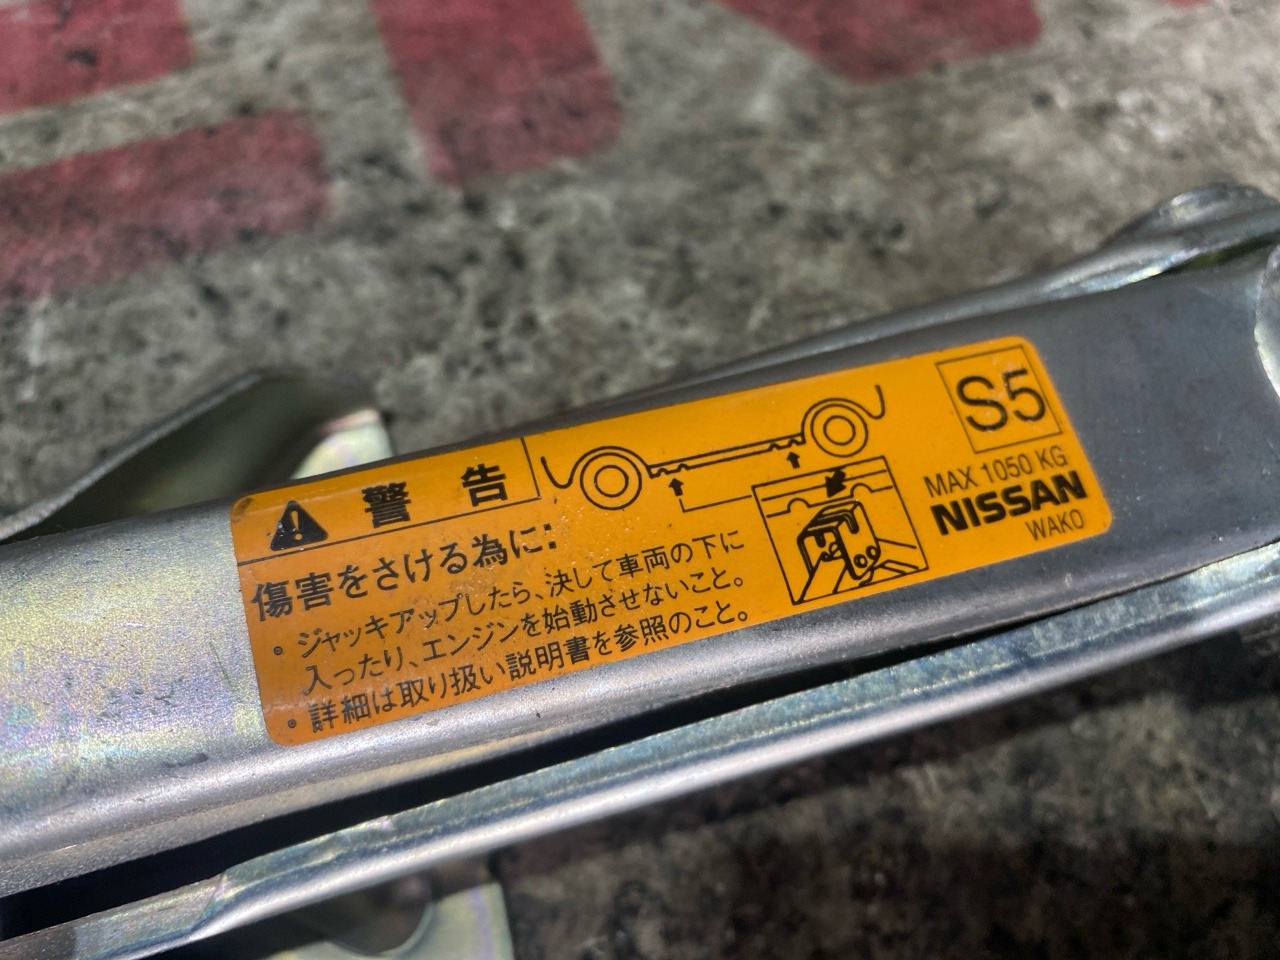 警告
傷害をさける為に:
・ジャッキアップしたら、決して車両の下に
入ったり、エンジンを始動させないこと。
・詳細は取り扱い説明書を参照のこと。
S5
MAX 1050 KG
NISSAN
WAKO